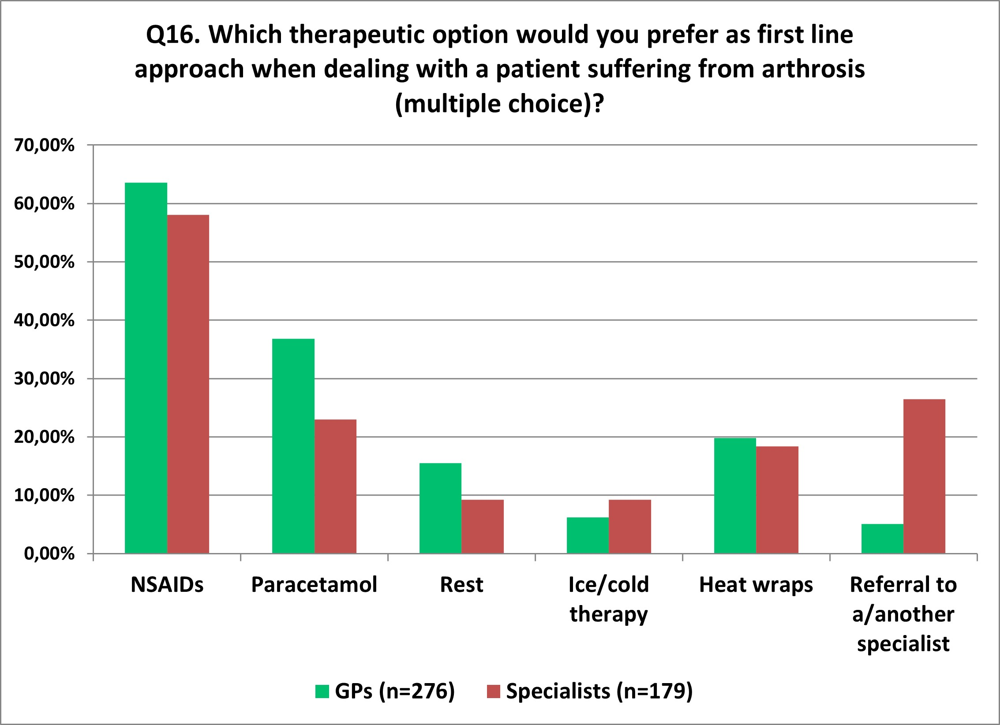 Q16. Which therapeutic option would you prefer as first line
approach when dealing with a patient suffering from arthrosis
(multiple choice)?
70,00%
60,00%
50,00%
40,00%
30,00%
20,00%
10,00%
0,00%
NSAIDs
Paracetamol
Rest
Ice/cold
therapy
Heat wraps
Referral to
a/another
specialist
GPs (n=276)
Specialists (n=179)